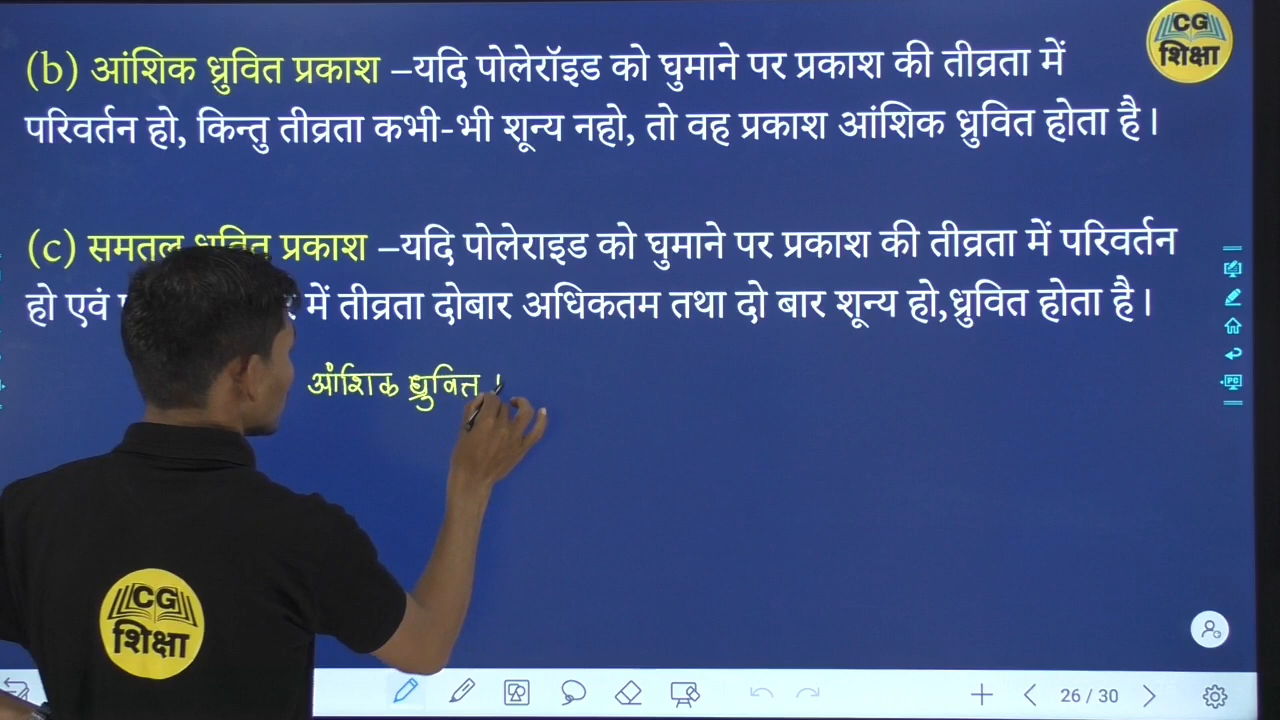 (b) आंशिक ध्रुवित प्रकाश –यदि पोलेरॉइड को घुमाने पर प्रकाश की तीव्रता में
परिवर्तन हो, किन्तु तीव्रता कभी-भी शून्य नहो, तो वह प्रकाश आंशिक ध्रुवित होता है।
CG
शिक्षा
(c) समतल ध्रुवित प्रकाश –यदि पोलेराइड को घुमाने पर प्रकाश की तीव्रता में परिवर्तन
हो एवं में तीव्रता दोबार अधिकतम तथा दो बार शून्य हो,ध्रुवित होता है।
आंशिक ध्रुवित
CG
शिक्षा
PC
26 / 30